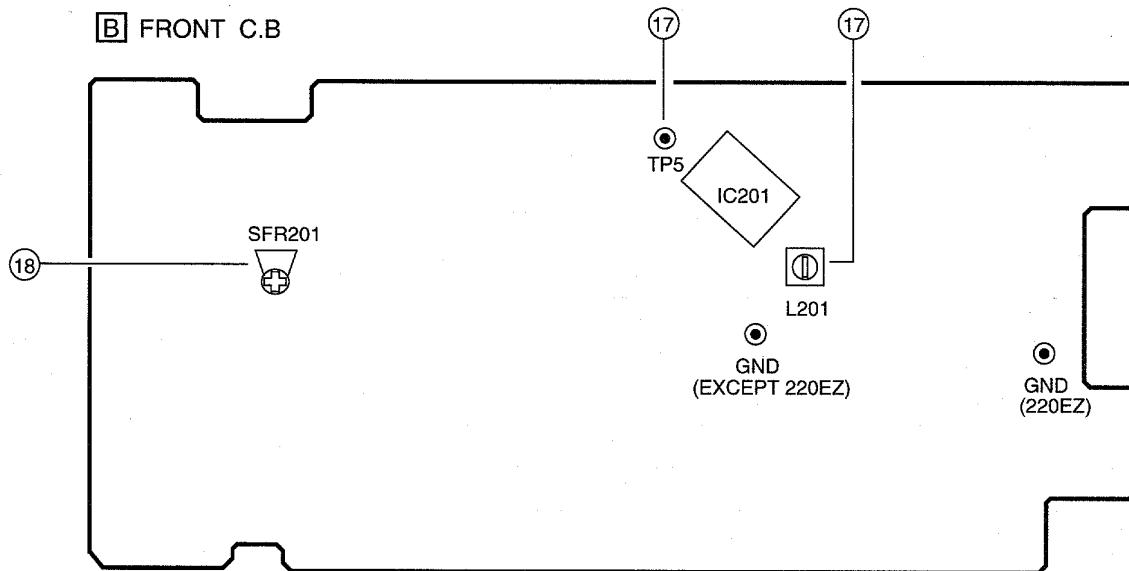 B FRONT C.B
17
17
TP5
IC201
SFR201
18
L201
GND
(EXCEPT 220EZ)
GND
(220EZ)